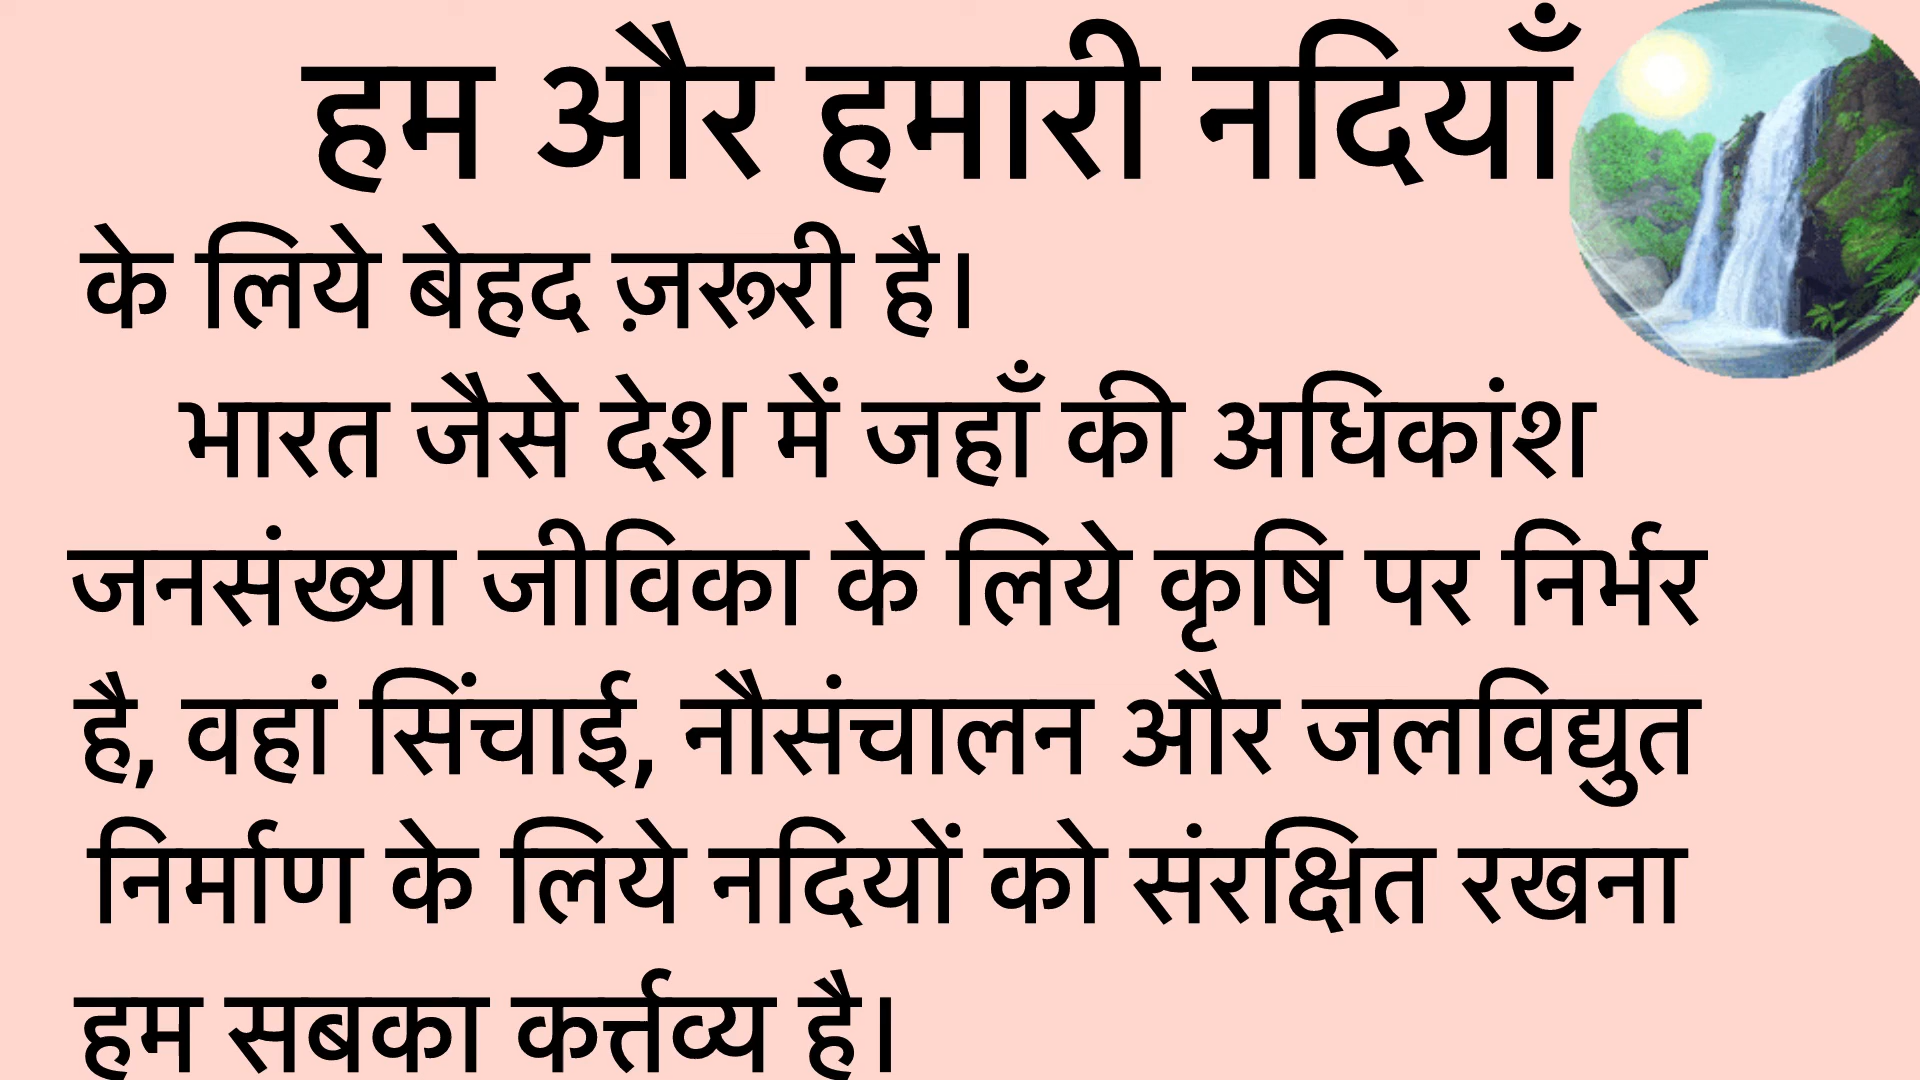 हम और हमारी नदियाँ
के लिये बेहद ज़रूरी है।
भारत जैसे देश में जहाँ की अधिकांश
जनसंख्या जीविका के लिये कृषि पर निर्भर
है, वहां सिंचाई, नौसंचालन और जलविद्युत
निर्माण के लिये नदियों को संरक्षित रखना
हम सबका कर्त्तव्य है।